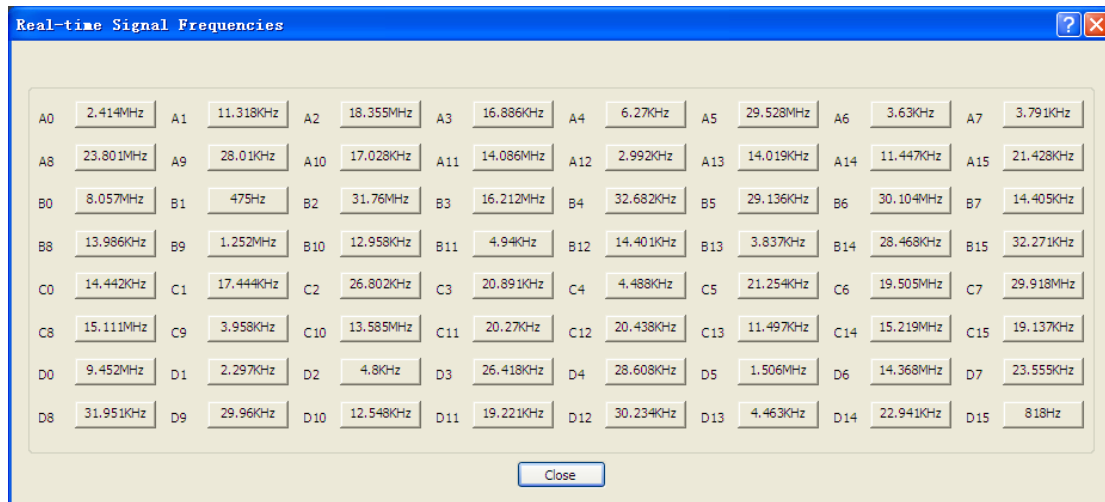 Real-time Signal Frequencies
A0 2.414MHz A1 11.318KHz A2 18.355MHz A3 16.886KHz A4 6.27KHz A5 29.528MHz A6 3.63KHz A7 3.791KHz
A8 23.801MHz A9 28.01KHz A10 17.028KHz A11 14.086MHz A12 2.992KHz A13 14.019KHz A14 11.447KHz A15 21.428KHz
B0 8.057MHz B1 475Hz B2 31.76MHz B3 16.212MHz B4 32.682KHz B5 29.136KHz B6 30.104MHz B7 14.405KHz
B8 13.986KHz B9 1.252MHz B10 12.958KHz B11 4.94KHz B12 14.401KHz B13 3.837KHz B14 28.468KHz B15 32.271KHz
C0 14.442KHz C1 17.444KHz C2 26.802KHz C3 20.891KHz C4 4.488KHz C5 21.254KHz C6 19.505MHz C7 29.918MHz
C8 15.111MHz C9 3.958KHz C10 13.585MHz C11 20.27KHz C12 20.438KHz C13 11.497KHz C14 15.219MHz C15 19.137KHz
D0 9.452MHz D1 2.297KHz D2 4.8KHz D3 26.418KHz D4 28.608KHz D5 1.506MHz D6 14.368MHz D7 23.555KHz
D8 31.951KHz D9 29.96KHz D10 12.548KHz D11 19.221KHz D12 30.234KHz D13 4.463KHz D14 22.941KHz D15 818Hz
Close